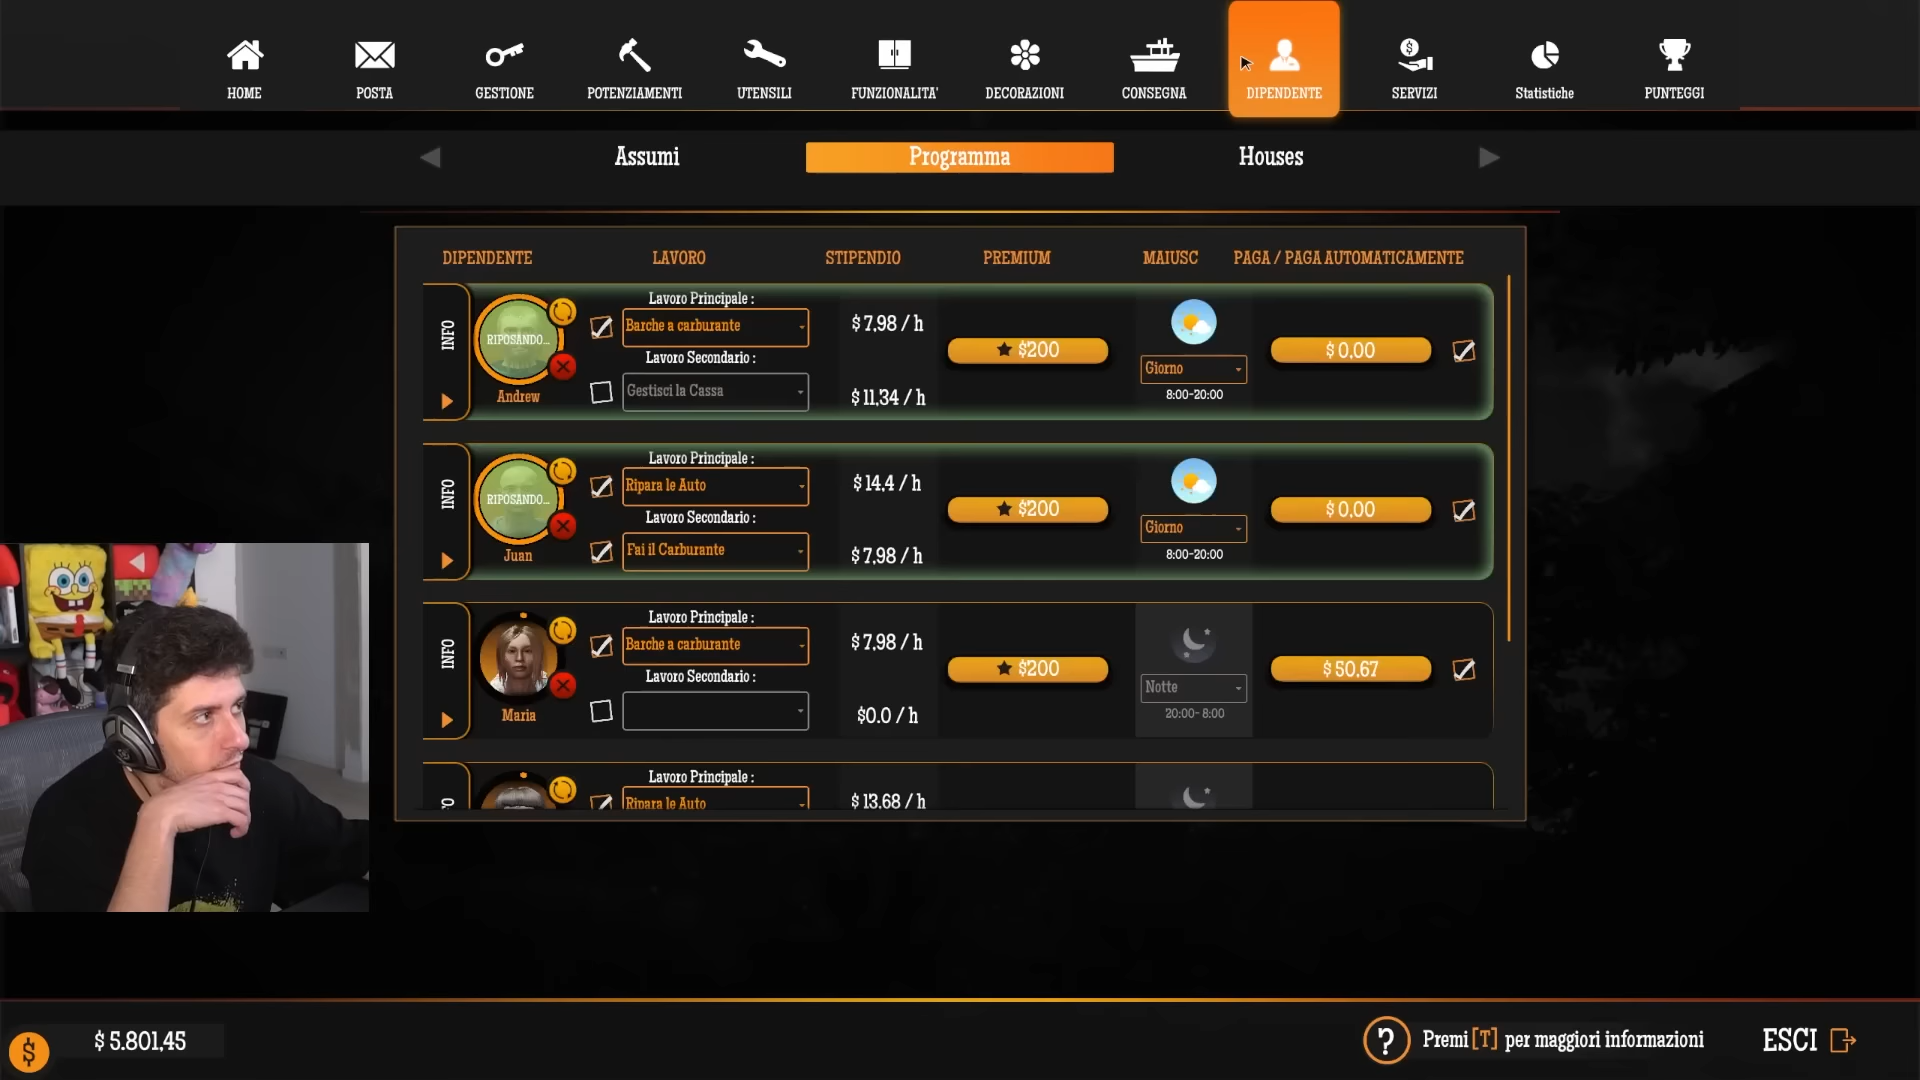 HOME
POSTA
GESTIONE
POTENZIAMENTI
UTENSILI
FUNZIONALITA'
DECORAZIONI
CONSEGNA
DIPENDENTE
SERVIZI
Statistiche
PUNTEGGI
Assumi
Programma
Houses
DIPENDENTE
LAVORO
STIPENDIO
PREMIUM
MAIUSC
PAGA / PAGA AUTOMATICAMENTE
INFO
RIPOSANDO...
Andrew
Lavoro Principale :
Barche a carburante
Lavoro Secondario :
Gestisci la Cassa
$ 7,98 / h
$ 11,34 / h
$200
Giorno
8:00-20:00
$ 0,00
INFO
RIPOSANDO...
Juan
Lavoro Principale :
Ripara le Auto
Lavoro Secondario :
Fai il Carburante
$ 14,4 / h
$ 7,98 / h
$200
Giorno
8:00-20:00
$ 0,00
INFO
Maria
Lavoro Principale :
Barche a carburante
Lavoro Secondario :
$ 7,98 / h
$0.0 / h
$200
Notte
20:00- 8:00
$ 50,67
Lavoro Principale :
Ripara le Auto
$ 13,68 / h
$ 5.801,45
? Premi [T] per maggiori informazioni
ESCI